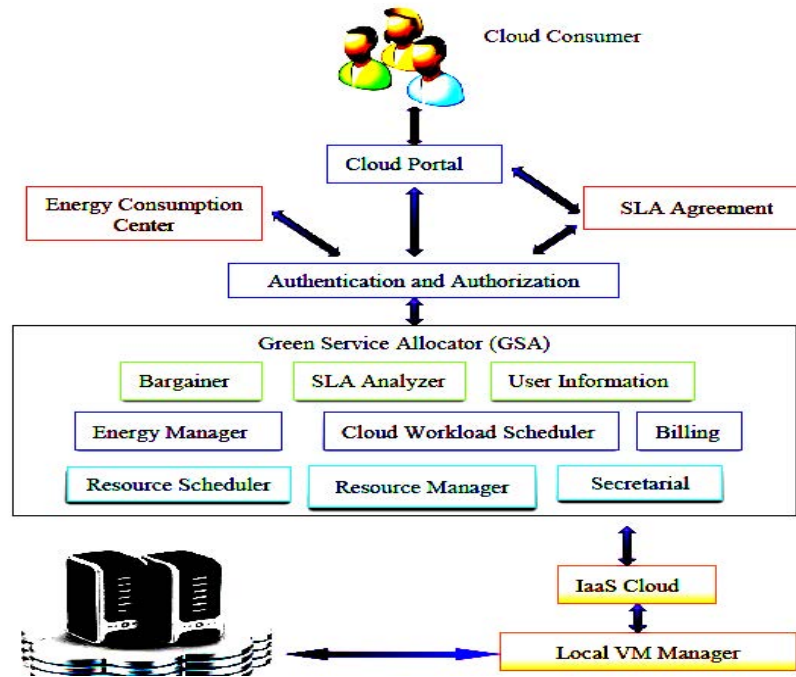 Cloud Consumer
Cloud Portal
Energy Consumption
Center
SLA Agreement
Authentication and Authorization
Green Service Allocator (GSA)
Bargainer
SLA Analyzer
User Information
Energy Manager
Cloud Workload Scheduler
Billing
Resource Scheduler
Resource Manager
Secretarial
IaaS Cloud
Local VM Manager